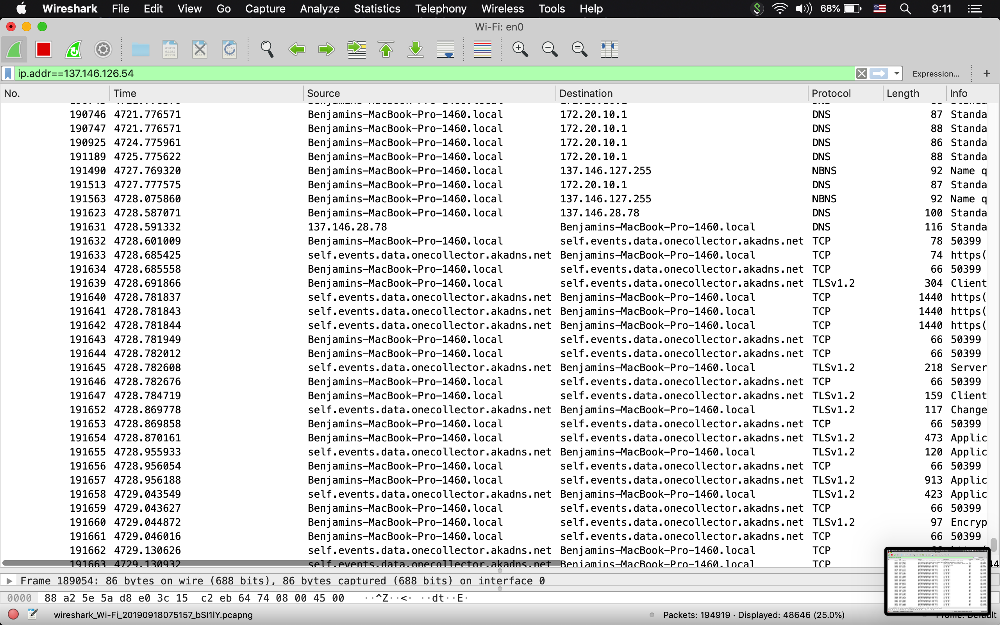 Wireshark File Edit View Go Capture Analyze Statistics Telephony Wireless Tools Help 68% 9:11
Wi-Fi: en0
ip.addr==137.146.126.54 Expression... +
No. Time Source Destination Protocol Length Info
190746 4721.776571 Benjamins-MacBook-Pro-1460.local 172.20.10.1 DNS 87 Standa
190747 4721.776571 Benjamins-MacBook-Pro-1460.local 172.20.10.1 DNS 88 Standa
190925 4724.775961 Benjamins-MacBook-Pro-1460.local 172.20.10.1 DNS 86 Standa
191189 4725.775622 Benjamins-MacBook-Pro-1460.local 172.20.10.1 DNS 88 Standa
191490 4727.769320 Benjamins-MacBook-Pro-1460.local 137.146.127.255 NBNS 92 Name q
191513 4727.777575 Benjamins-MacBook-Pro-1460.local 172.20.10.1 DNS 87 Standa
191563 4728.075860 Benjamins-MacBook-Pro-1460.local 137.146.127.255 NBNS 92 Name q
191623 4728.587071 Benjamins-MacBook-Pro-1460.local 137.146.28.78 DNS 100 Standa
191631 4728.591332 137.146.28.78 Benjamins-MacBook-Pro-1460.local DNS 116 Standa
191632 4728.601009 Benjamins-MacBook-Pro-1460.local self.events.data.onecollector.akadns.net TCP 78 50399
191633 4728.685425 self.events.data.onecollector.akadns.net Benjamins-MacBook-Pro-1460.local TCP 74 https(
191634 4728.685558 Benjamins-MacBook-Pro-1460.local self.events.data.onecollector.akadns.net TCP 66 50399
191639 4728.691866 Benjamins-MacBook-Pro-1460.local self.events.data.onecollector.akadns.net TLSv1.2 304 Client
191640 4728.781837 self.events.data.onecollector.akadns.net Benjamins-MacBook-Pro-1460.local TCP 1440 https(
191641 4728.781843 self.events.data.onecollector.akadns.net Benjamins-MacBook-Pro-1460.local TCP 1440 https(
191642 4728.781844 self.events.data.onecollector.akadns.net Benjamins-MacBook-Pro-1460.local TCP 1440 https(
191643 4728.781949 Benjamins-MacBook-Pro-1460.local self.events.data.onecollector.akadns.net TCP 66 50399
191644 4728.782012 Benjamins-MacBook-Pro-1460.local self.events.data.onecollector.akadns.net TCP 66 50399
191645 4728.782608 self.events.data.onecollector.akadns.net Benjamins-MacBook-Pro-1460.local TLSv1.2 218 Server
191646 4728.782676 Benjamins-MacBook-Pro-1460.local self.events.data.onecollector.akadns.net TCP 66 50399
191647 4728.784719 Benjamins-MacBook-Pro-1460.local self.events.data.onecollector.akadns.net TLSv1.2 159 Client
191652 4728.869778 self.events.data.onecollector.akadns.net Benjamins-MacBook-Pro-1460.local TLSv1.2 117 Change
191653 4728.869858 Benjamins-MacBook-Pro-1460.local self.events.data.onecollector.akadns.net TCP 66 50399
191654 4728.870161 Benjamins-MacBook-Pro-1460.local self.events.data.onecollector.akadns.net TLSv1.2 473 Applic
191655 4728.955933 self.events.data.onecollector.akadns.net Benjamins-MacBook-Pro-1460.local TLSv1.2 120 Applic
191656 4728.956054 Benjamins-MacBook-Pro-1460.local self.events.data.onecollector.akadns.net TCP 66 50399
191657 4728.956188 Benjamins-MacBook-Pro-1460.local self.events.data.onecollector.akadns.net TLSv1.2 913 Applic
191658 4729.043549 self.events.data.onecollector.akadns.net Benjamins-MacBook-Pro-1460.local TLSv1.2 423 Applic
191659 4729.043627 Benjamins-MacBook-Pro-1460.local self.events.data.onecollector.akadns.net TCP 66 50399
191660 4729.044872 Benjamins-MacBook-Pro-1460.local self.events.data.onecollector.akadns.net TLSv1.2 97 Encryp
191661 4729.046016 Benjamins-MacBook-Pro-1460.local self.events.data.onecollector.akadns.net TCP 66 50399
191662 4729.130626 self.events.data.onecollector.akadns.net Benjamins-MacBook-Pro-1460.local TCP
191663 4729.130932 self.events.data.onecollector.akadns.net Benjamins-MacBook-Pro-1460.local TCP 44
Frame 189054: 86 bytes on wire (688 bits), 86 bytes captured (688 bits) on interface 0
0000 88 a2 5e 5a d8 e0 3c 15 c2 eb 64 74 08 00 45 00 ··^Z··<· ··dt··E·
wireshark_Wi-Fi_20190918075157_bSI1lY.pcapng Packets: 194919 · Displayed: 48646 (25.0%) Profile: Default